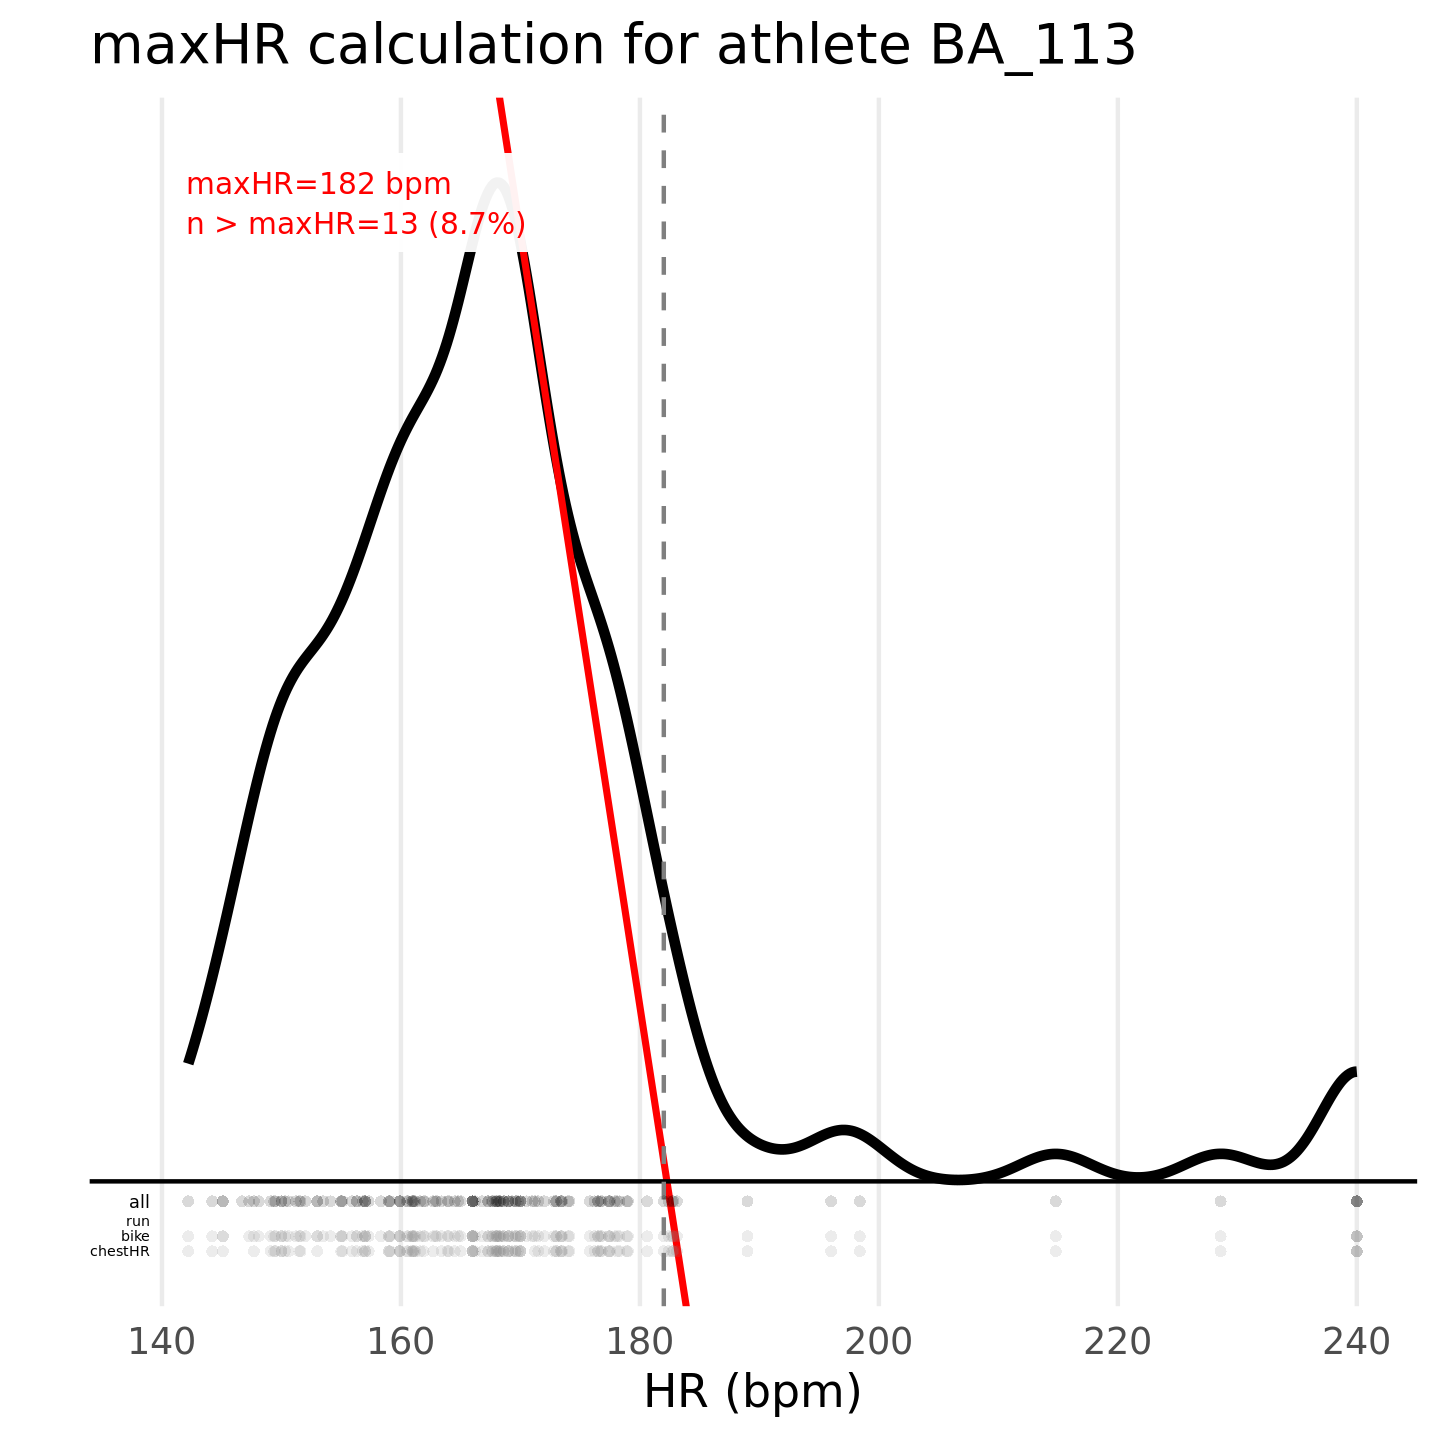 maxHR calculation for athlete BA_113
maxHR=182 bpm
n > maxHR=13 (8.7%)
all
run
bike
chestHR
140 160 180 200 220 240
HR (bpm)